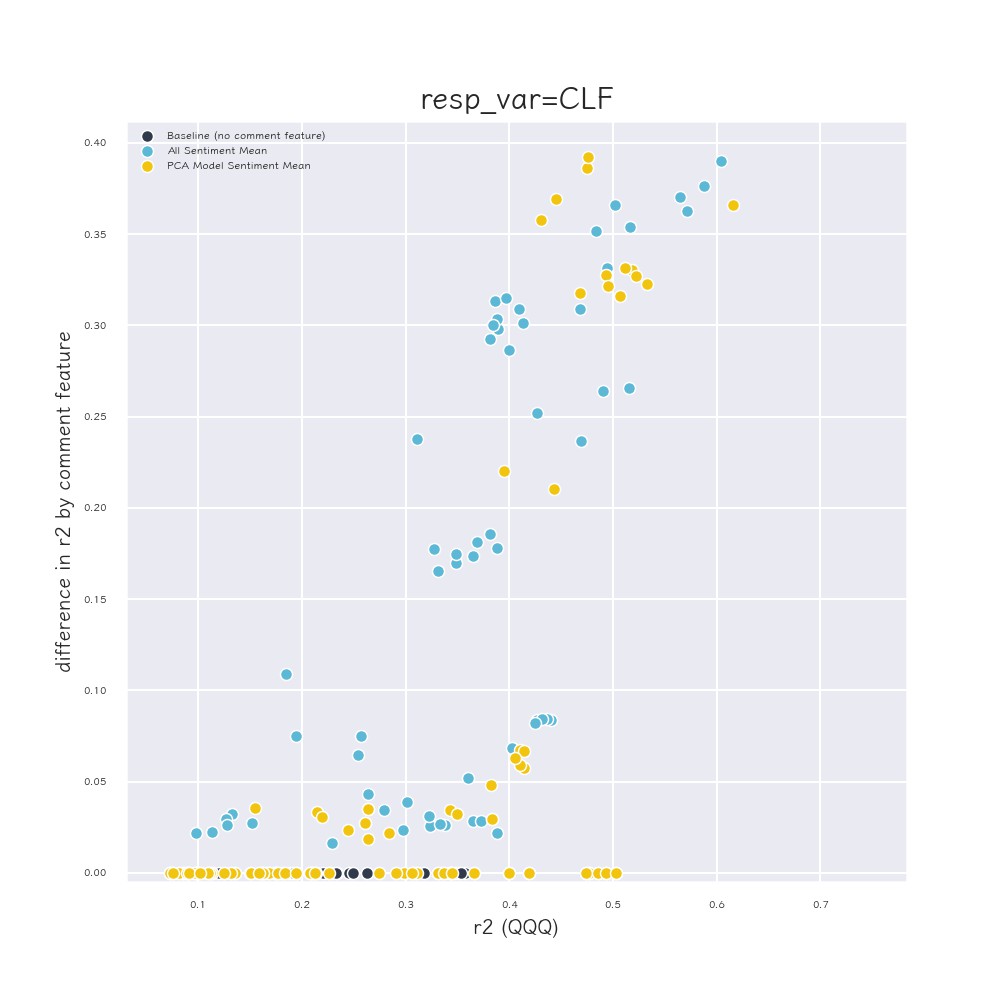 resp_var=CLF
Baseline (no comment feature)
All Sentiment Mean
PCA Model Sentiment Mean
0.40
0.35
0.30
0.25
0.20
0.15
0.10
0.05
0.00
difference in r2 by comment feature
0.1 0.2 0.3 0.4 0.5 0.6 0.7
r2 (QQQ)